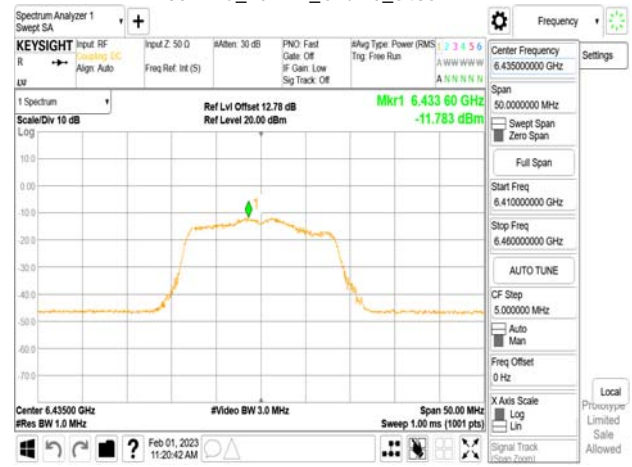 Spectrum Analyzer 1
Swept SA
Frequency
KEYSIGHT
Input: RF
Coupling: DC
Align: Auto
Input Z: 50 Ω
Freq Ref: Int (S)
#Atten: 30 dB
PNO: Fast
Gate: Off
IF Gain: Low
Sig Track: Off
#Avg Type: Power (RMS
Trig: Free Run
1 2 3 4 5 6
A W W W W W
A N N N N N
R
LXI
1 Spectrum
Scale/Div 10 dB
Log
Ref Lvl Offset 12.78 dB
Ref Level 20.00 dBm
Mkr1 6.433 60 GHz
-11.783 dBm
1
10.0
0.00
-10.0
-20.0
-30.0
-40.0
-50.0
-60.0
-70.0
Center 6.43500 GHz
#Res BW 1.0 MHz
#Video BW 3.0 MHz
Span 50.00 MHz
Sweep 1.00 ms (1001 pts)
Center Frequency
6.435000000 GHz
Settings
Span
50.0000000 MHz
Swept Span
Zero Span
Full Span
Start Freq
6.410000000 GHz
Stop Freq
6.460000000 GHz
AUTO TUNE
CF Step
5.000000 MHz
Auto
Man
Freq Offset
0 Hz
X Axis Scale
Log
Lin
Local
Prototype
Limited
Sale
Allowed
Signal Track
(Span Zoom)
?
Feb 01, 2023
11:20:42 AM